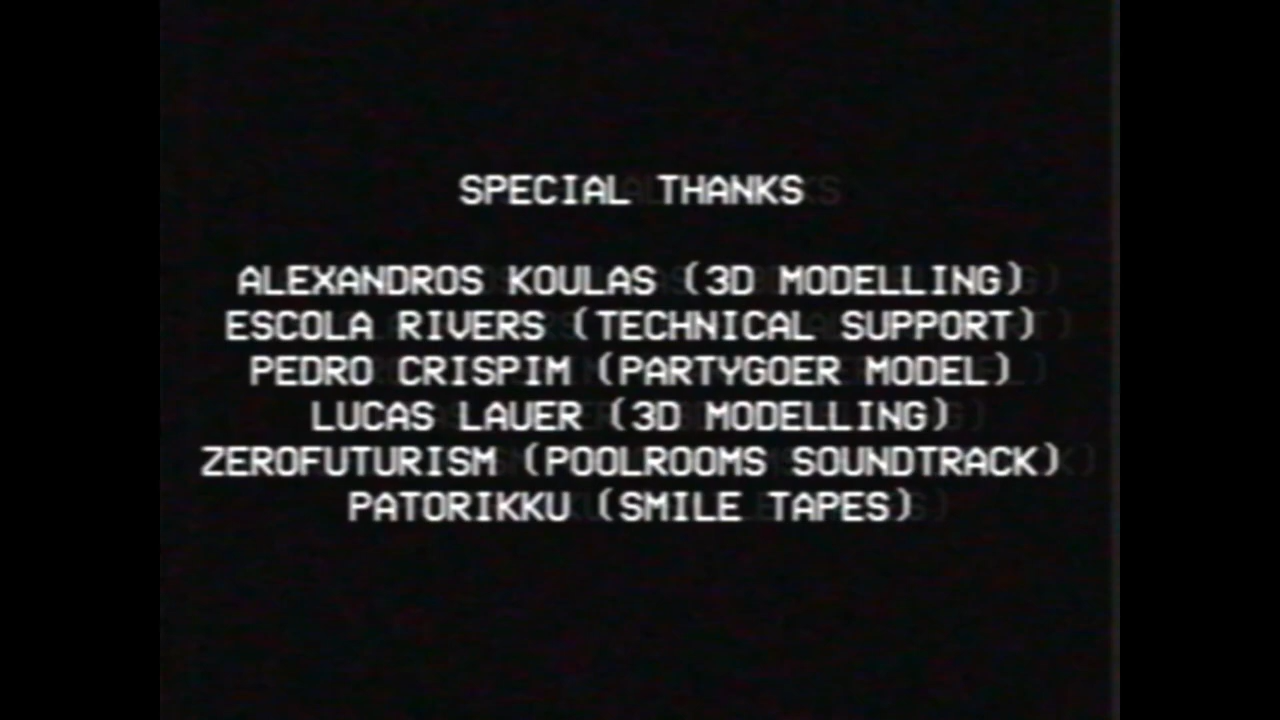 SPECIAL THANKS
ALEXANDROS KOULAS (3D MODELLING)
ESCOLA RIVERS (TECHNICAL SUPPORT)
PEDRO CRISPIM (PARTYGOER MODEL)
LUCAS LAUER (3D MODELLING)
ZEROFUTURISM (POOLROOMS SOUNDTRACK)
PATORIKKU (SMILE TAPES)